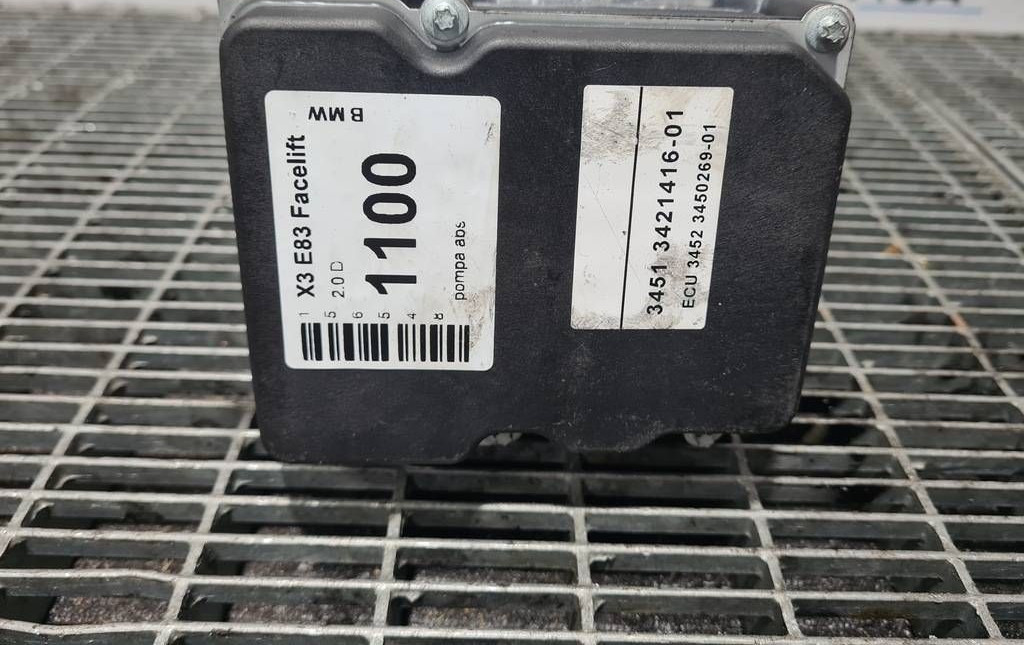 BMW
X3 E83 Facelift
2.0 D
1100
pompa abs
1 5 6 5 4 8
3451 3421416-01
ECU 3452 3450269-01